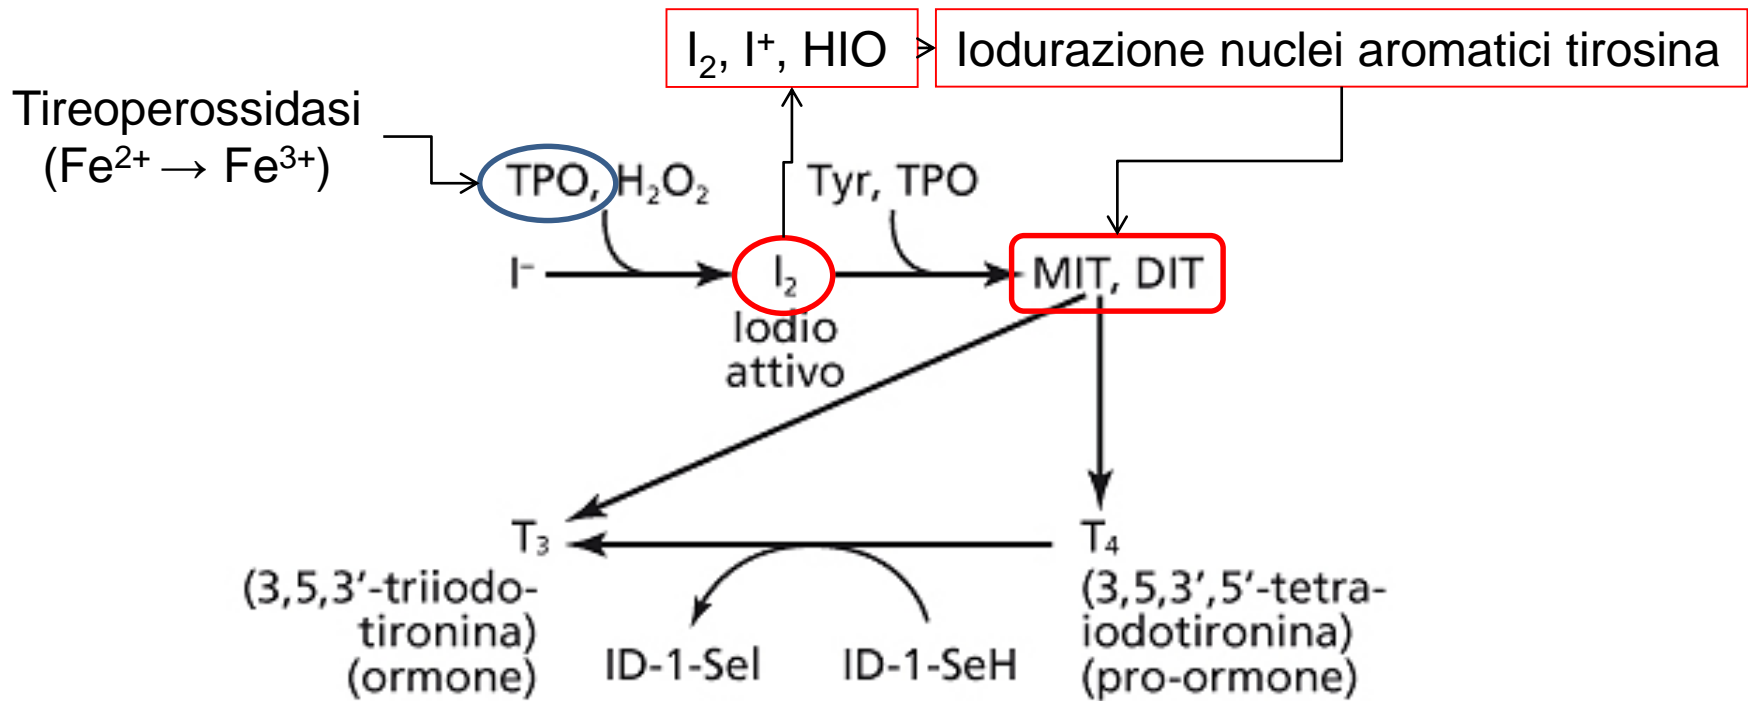 I₂, I⁺, HIO
Iodurazione nuclei aromatici tirosina
Tireoperossidasi
(Fe²⁺ → Fe³⁺)
TPO, H₂O₂
Tyr, TPO
I⁻
I₂
MIT, DIT
Iodio
attivo
T₃
T₄
(3,5,3′-triiodo-
tironina)
(ormone)
ID-1-SeI
ID-1-SeH
(3,5,3′,5′-tetra-
iodotironina)
(pro-ormone)